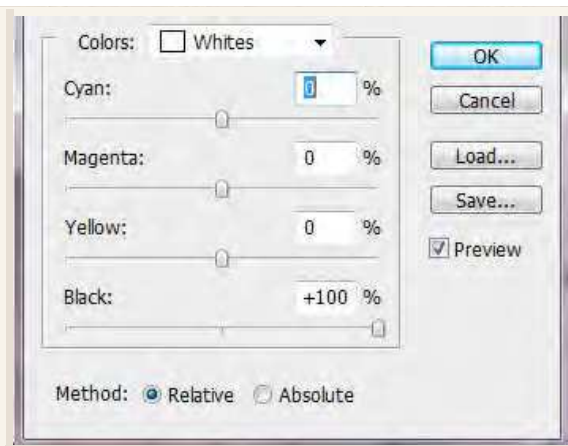 Colors: Whites
OK
Cyan: 0 %
Cancel
Magenta: 0 %
Load...
Save...
Yellow: 0 %
Preview
Black: +100 %
Method: Relative Absolute